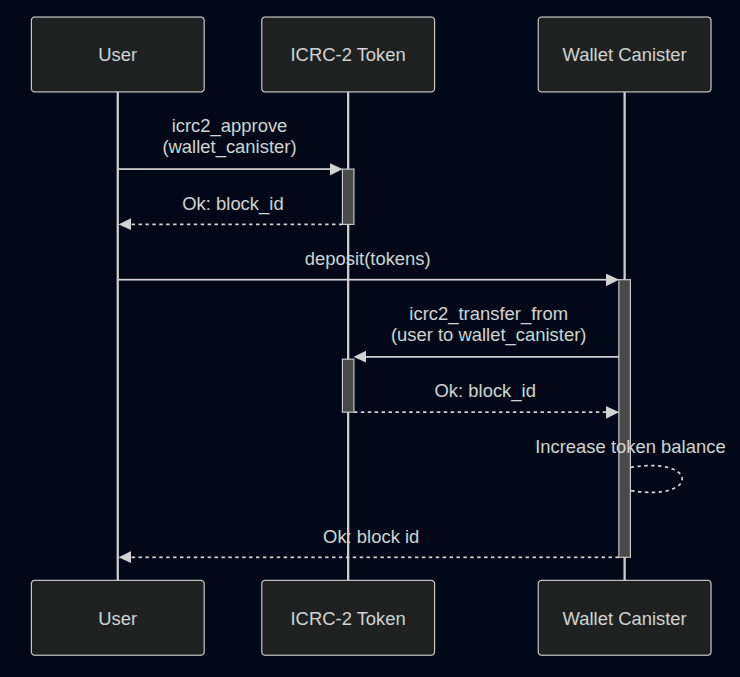 User
ICRC-2 Token
Wallet Canister
icrc2_approve
(wallet_canister)
Ok: block_id
deposit(tokens)
icrc2_transfer_from
(user to wallet_canister)
Ok: block_id
Increase token balance
Ok: block id
User
ICRC-2 Token
Wallet Canister